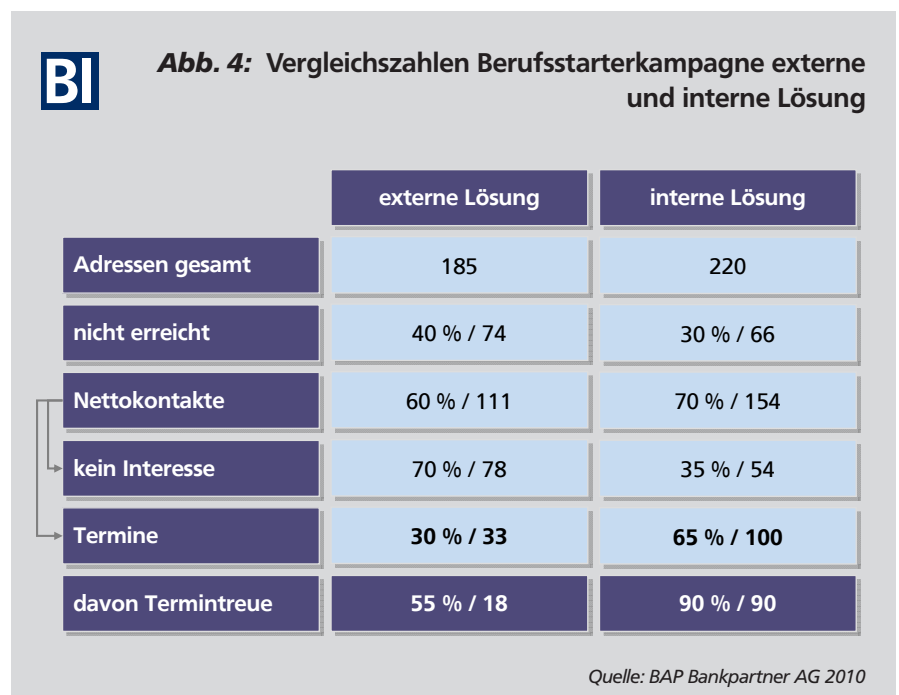 BI
Abb. 4: Vergleichszahlen Berufsstarterkampagne externe
und interne Lösung
externe Lösung interne Lösung
Adressen gesamt 185 220
nicht erreicht 40 % / 74 30 % / 66
Nettokontakte 60 % / 111 70 % / 154
kein Interesse 70 % / 78 35 % / 54
Termine 30 % / 33 65 % / 100
davon Termintreue 55 % / 18 90 % / 90
Quelle: BAP Bankpartner AG 2010